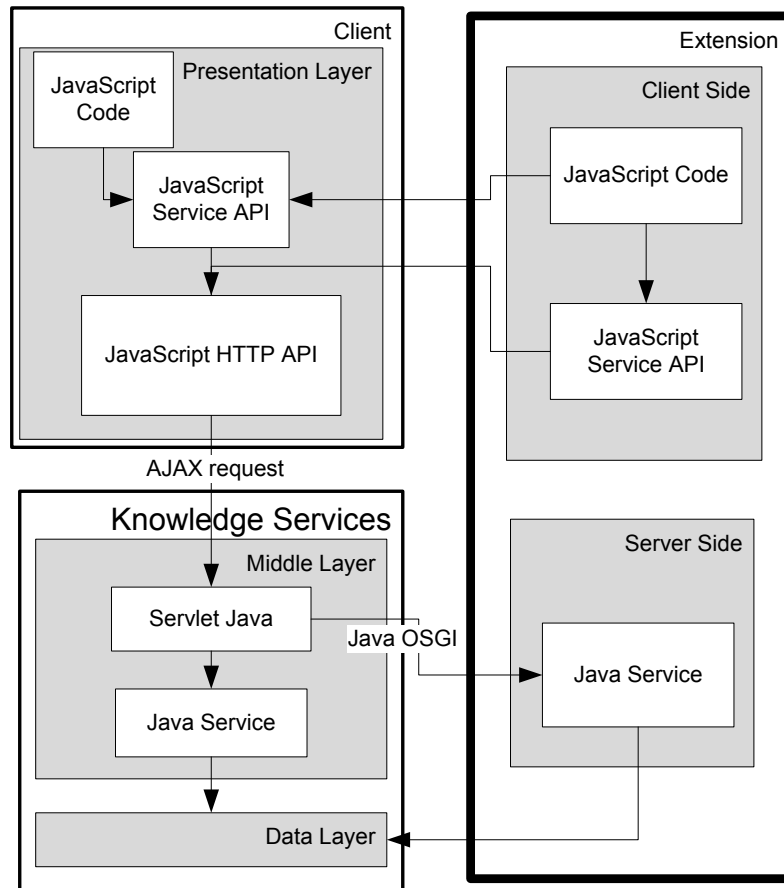 Client
Presentation Layer
JavaScript
Code
JavaScript
Service API
JavaScript HTTP API
AJAX request
Knowledge Services
Middle Layer
Servlet Java
Java OSGI
Java Service
Data Layer
Extension
Client Side
JavaScript Code
JavaScript
Service API
Server Side
Java Service